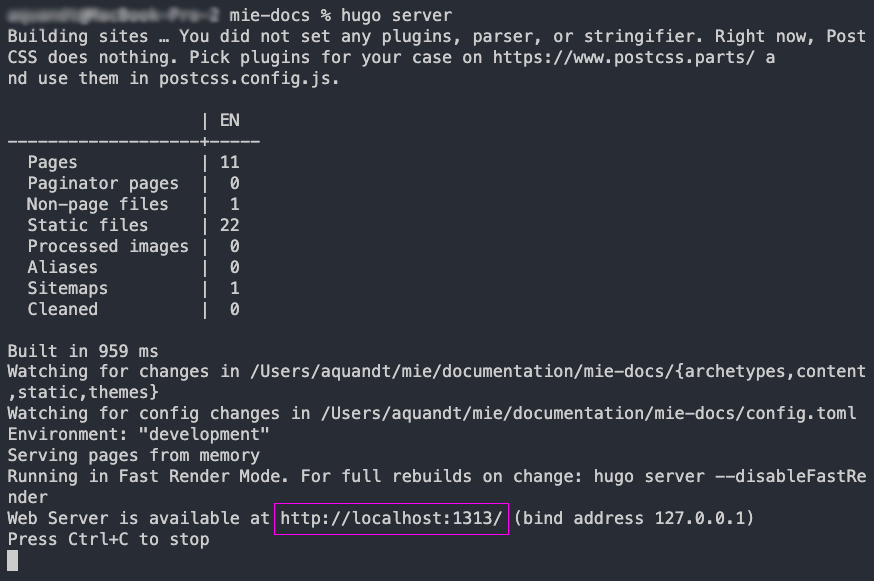 mie-docs % hugo server
Building sites … You did not set any plugins, parser, or stringifier. Right now, Post
CSS does nothing. Pick plugins for your case on https://www.postcss.parts/ a
nd use them in postcss.config.js.
| EN
-------------------+-----
Pages | 11
Paginator pages | 0
Non-page files | 1
Static files | 22
Processed images | 0
Aliases | 0
Sitemaps | 1
Cleaned | 0
Built in 959 ms
Watching for changes in /Users/aquandt/mie/documentation/mie-docs/{archetypes,content
,static,themes}
Watching for config changes in /Users/aquandt/mie/documentation/mie-docs/config.toml
Environment: "development"
Serving pages from memory
Running in Fast Render Mode. For full rebuilds on change: hugo server --disableFastRe
nder
Web Server is available at http://localhost:1313/ (bind address 127.0.0.1)
Press Ctrl+C to stop